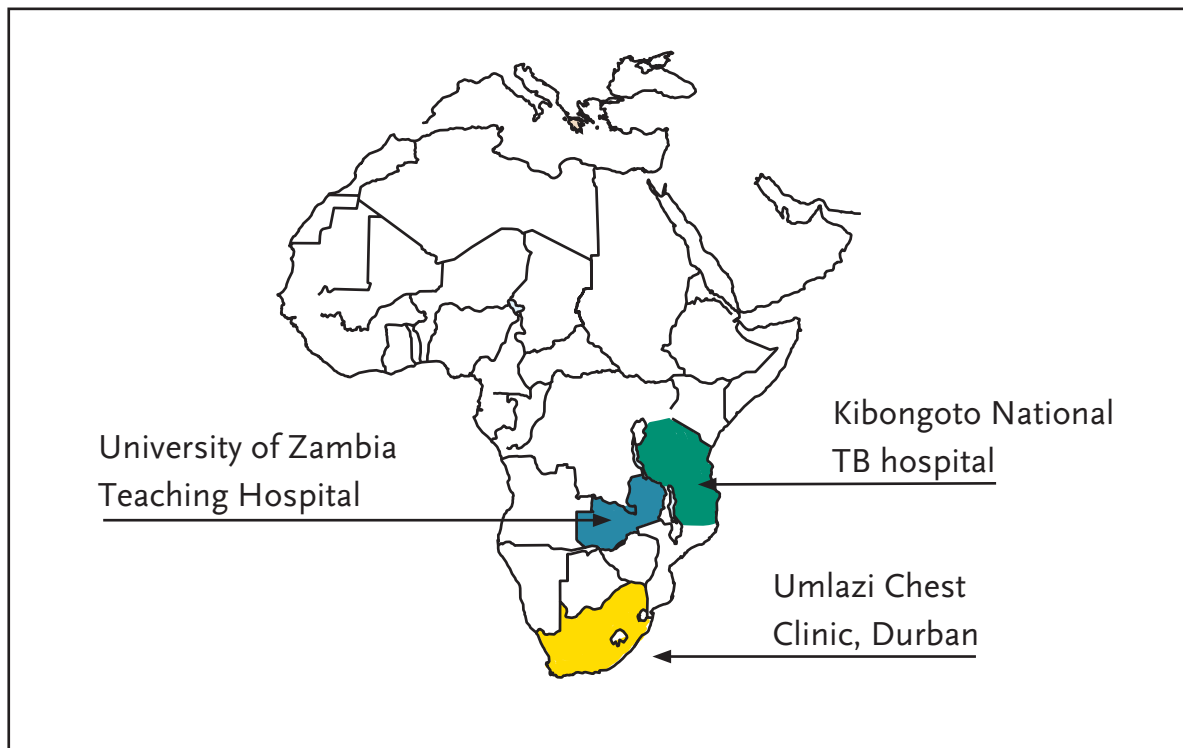 Kibongoto National
TB hospital
University of Zambia
Teaching Hospital
Umlazi Chest
Clinic, Durban